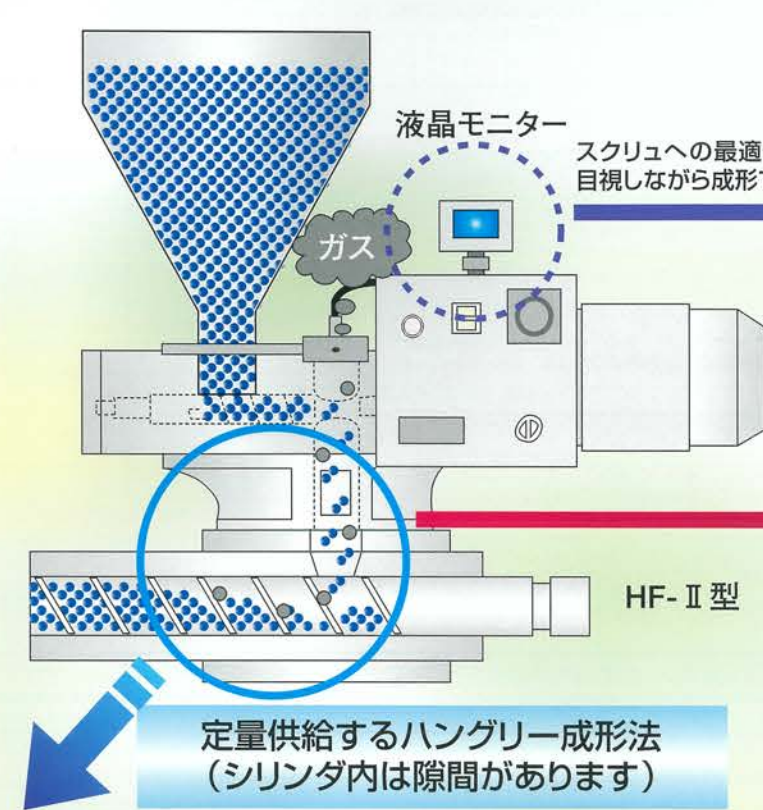 液晶モニター
スクリュへの最適
目視しながら成形
ガス
HF-Ⅱ型
定量供給するハングリー成形法
（シリンダ内は隙間があります）